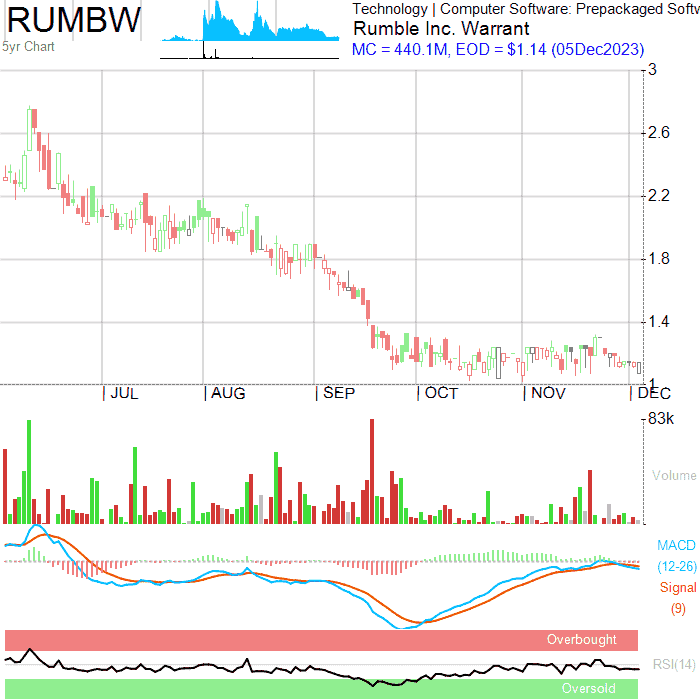 RUMBW
5yr Chart
Technology | Computer Software: Prepackaged Softw
Rumble Inc. Warrant
MC = 440.1M, EOD = $1.14 (05Dec2023)
3
2.6
2.2
1.8
1.4
1
| JUL | AUG | SEP | OCT | NOV | DEC
83k
Volume
MACD
(12-26)
Signal
(9)
Overbought
RSI(14)
Oversold